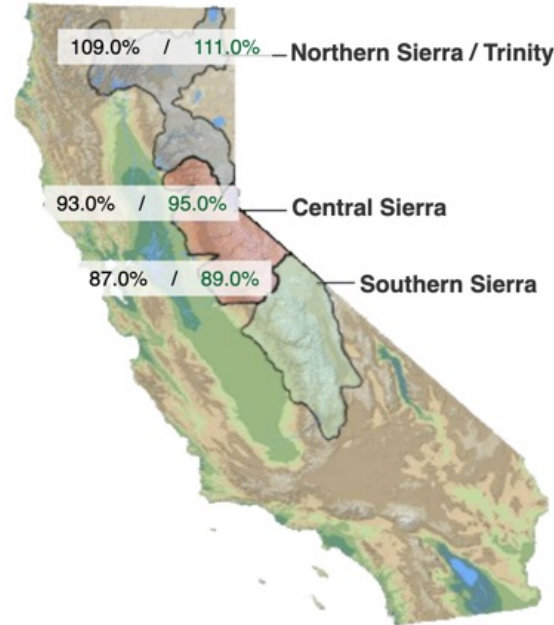 109.0% / 111.0% Northern Sierra / Trinity
93.0% / 95.0% Central Sierra
87.0% / 89.0% Southern Sierra